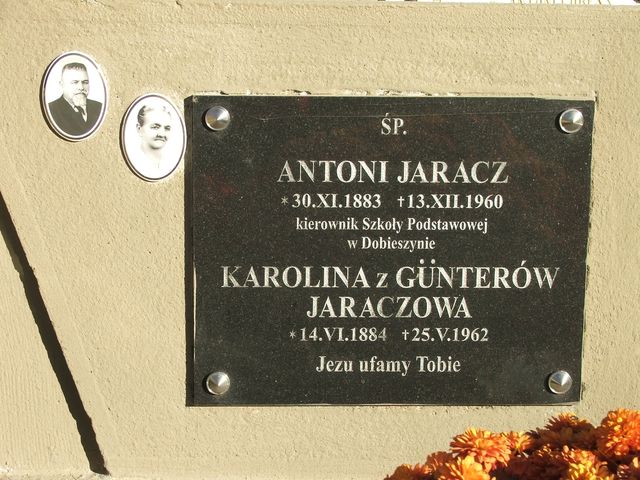 ŚP.
ANTONI JARACZ
* 30.XI.1883 †13.XII.1960
kierownik Szkoły Podstawowej
w Dobieszynie
KAROLINA z GÜNTERÓW
JARACZOWA
*14.VI.1884 †25.V.1962
Jezu ufamy Tobie